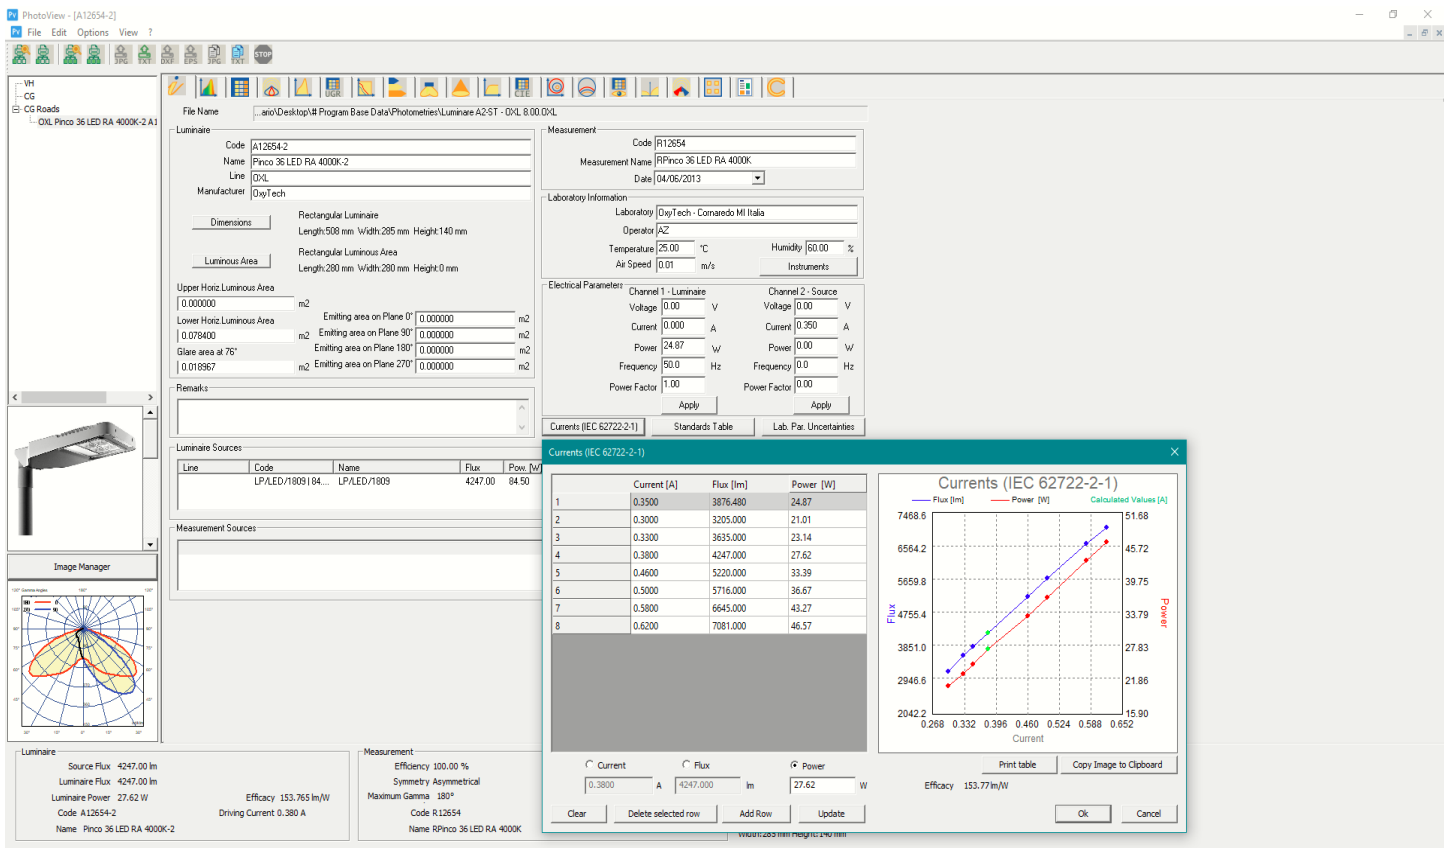 PhotoView - [A12654-2]
File Edit Options View ?
JPG TXT DXF EPS JPG TXT STOP
VH
CG
CG Roads
OXL Pinco 36 LED RA 4000K-2 A1
UGR CTE
File Name ...ario\Desktop\# Program Base Data\Photometries\Luminare A2-ST - OXL 8.00.OXL
Luminaire
Code A12654-2
Name Pinco 36 LED RA 4000K-2
Line OXL
Manufacturer OxyTech
Dimensions
Rectangular Luminaire
Length:508 mm Width:285 mm Height:140 mm
Luminous Area
Rectangular Luminous Area
Length:280 mm Width:280 mm Height:0 mm
Upper Horiz.Luminous Area
0.000000 m2
Lower Horiz.Luminous Area
0.078400 m2
Glare area at 76°
0.018967 m2
Emitting area on Plane 0° 0.000000 m2
Emitting area on Plane 90° 0.000000 m2
Emitting area on Plane 180° 0.000000 m2
Emitting area on Plane 270° 0.000000 m2
Remarks
Luminaire Sources
Line Code Name Flux Pow. [W]
LP/LED/1809 | 84.... LP/LED/1809 4247.00 84.50
Measurement Sources
Measurement
Code R12654
Measurement Name RPinco 36 LED RA 4000K
Date 04/06/2013
Laboratory Information
Laboratory OxyTech - Cornaredo MI Italia
Operator AZ
Temperature 25.00 °C Humidity 60.00 %
Air Speed 0.01 m/s Instruments
Electrical Parameters
Channel 1 - Luminaire Channel 2 - Source
Voltage 0.00 V Voltage 0.00 V
Current 0.000 A Current 0.350 A
Power 24.87 W Power 0.00 W
Frequency 50.0 Hz Frequency 0.0 Hz
Power Factor 1.00 Power Factor 0.00
Apply Apply
Currents (IEC 62722-2-1) Standards Table Lab. Par. Uncertainties
Currents (IEC 62722-2-1)
Current [A] Flux [lm] Power [W]
1 0.3500 3876.480 24.87
2 0.3000 3205.000 21.01
3 0.3300 3635.000 23.14
4 0.3800 4247.000 27.62
5 0.4600 5220.000 33.39
6 0.5000 5716.000 36.67
7 0.5800 6645.000 43.27
8 0.6200 7081.000 46.57
Currents (IEC 62722-2-1)
Flux [lm] Power [W] Calculated Values [A]
7468.6 51.68
6564.2 45.72
5659.8 39.75
4755.4 33.79
3851.0 27.83
2946.6 21.86
2042.2 15.90
Flux
Power
0.268 0.332 0.396 0.460 0.524 0.588 0.652
Current
Current Flux Power
0.3800 A 4247.000 lm 27.62 W
Clear Delete selected row Add Row Update
Print table Copy Image to Clipboard
Efficacy 153.77lm/W
Ok Cancel
Image Manager
Luminaire
Source Flux 4247.00 lm
Luminaire Flux 4247.00 lm
Luminaire Power 27.62 W Efficacy 153.765 lm/W
Code A12654-2 Driving Current 0.380 A
Name Pinco 36 LED RA 4000K-2
Measurement
Efficiency 100.00 %
Symmetry Asymmetrical
Maximum Gamma 180°
Code R12654
Name RPinco 36 LED RA 4000K
Width:285 mm Height:140 mm